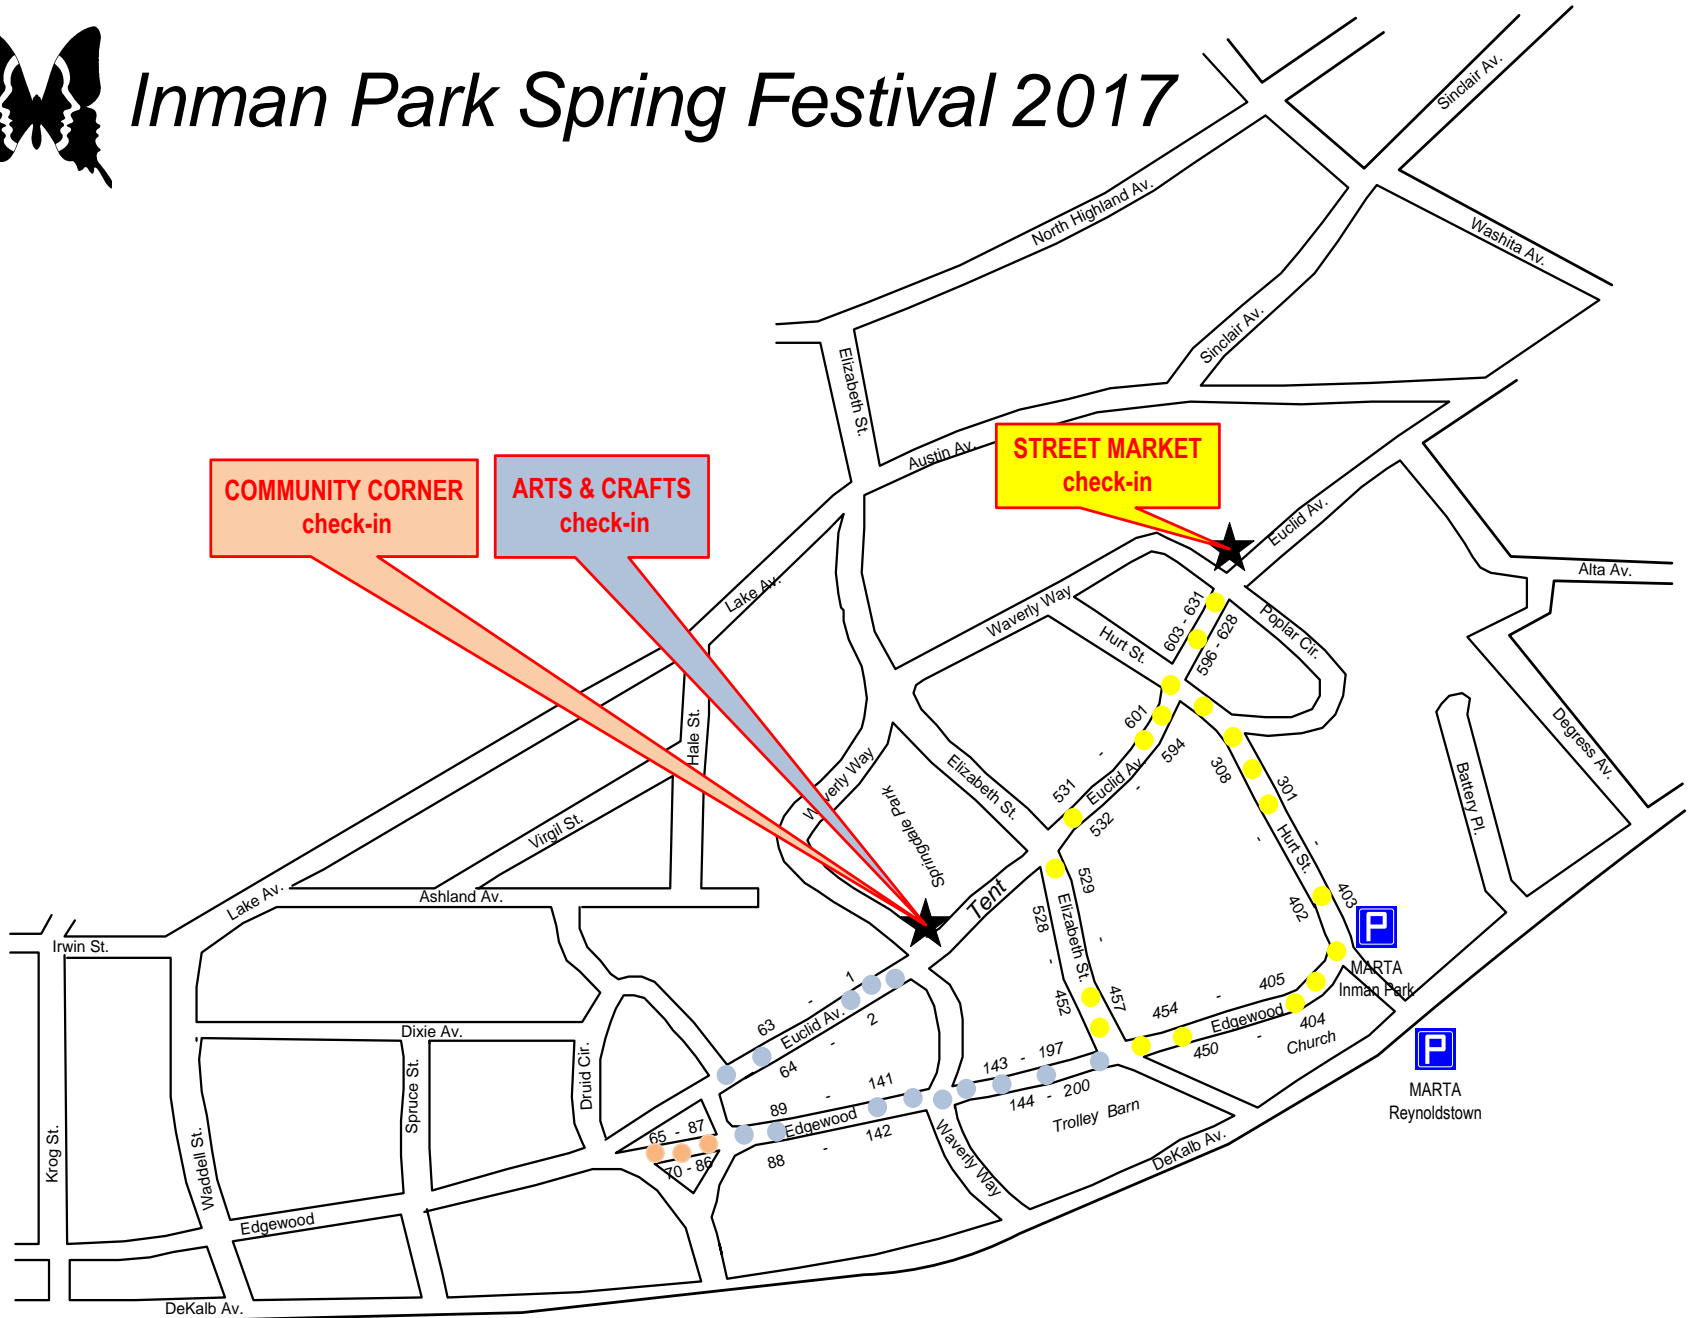 Inman Park Spring Festival 2017
Sinclair Av.
North Highland Av.
Washita Av.
Sinclair Av.
Elizabeth St.
Austin Av.
STREET MARKET
check-in
COMMUNITY CORNER
check-in
ARTS & CRAFTS
check-in
Euclid Av.
Alta Av.
Lake Av.
Waverly Way
Hurt St.
603 - 631
596 - 628
Poplar Cir.
Hale St.
Waverly Way
Springdale Park
Elizabeth St.
531 - 601
Euclid Av.
532 - 594
308 - 402
301 - 403
Hurt St.
Degress Av.
Battery Pl.
Virgil St.
Ashland Av.
Lake Av.
Tent
529 - 457
528 - 452
Elizabeth St.
Irwin St.
P
MARTA
Inman Park
63 - 1
Euclid Av.
64 - 2
454 - 405
Edgewood
450 - 404
Church
Dixie Av.
Druid Cir.
Spruce St.
P
MARTA
Reynoldstown
143 - 197
144 - 200
Trolley Barn
89 - 141
Edgewood
88 - 142
65 - 87
70 - 86
Waverly Way
DeKalb Av.
Krog St.
Waddell St.
Edgewood
DeKalb Av.